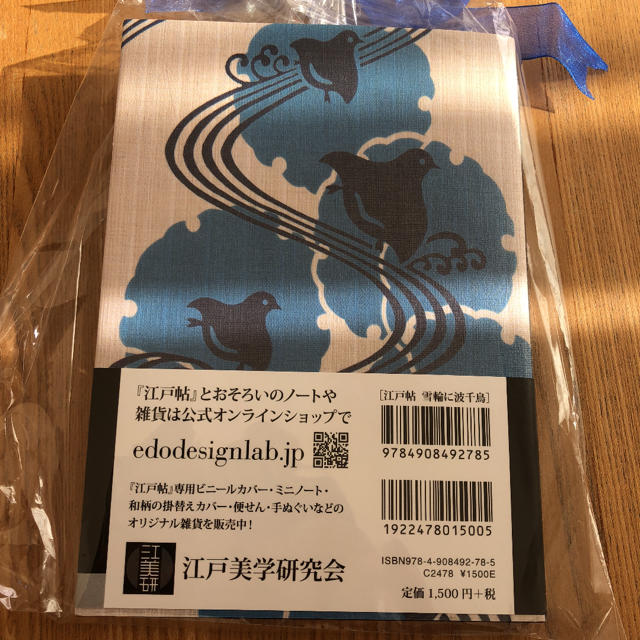 『江戸帖』とおそろいのノートや
雑貨は公式オンラインショップで
edodesignlab.jp
『江戸帖』専用ビニールカバー・ミニノート・
和柄の掛替えカバー・便せん・手ぬぐいなどの
オリジナル雑貨を販売中!
江美研
江戸美学研究会
[江戸帖 雪輪に波千鳥]
9784908492785
1922478015005
ISBN978-4-908492-78-5
C2478 ¥1500E
定価 1,500円+税